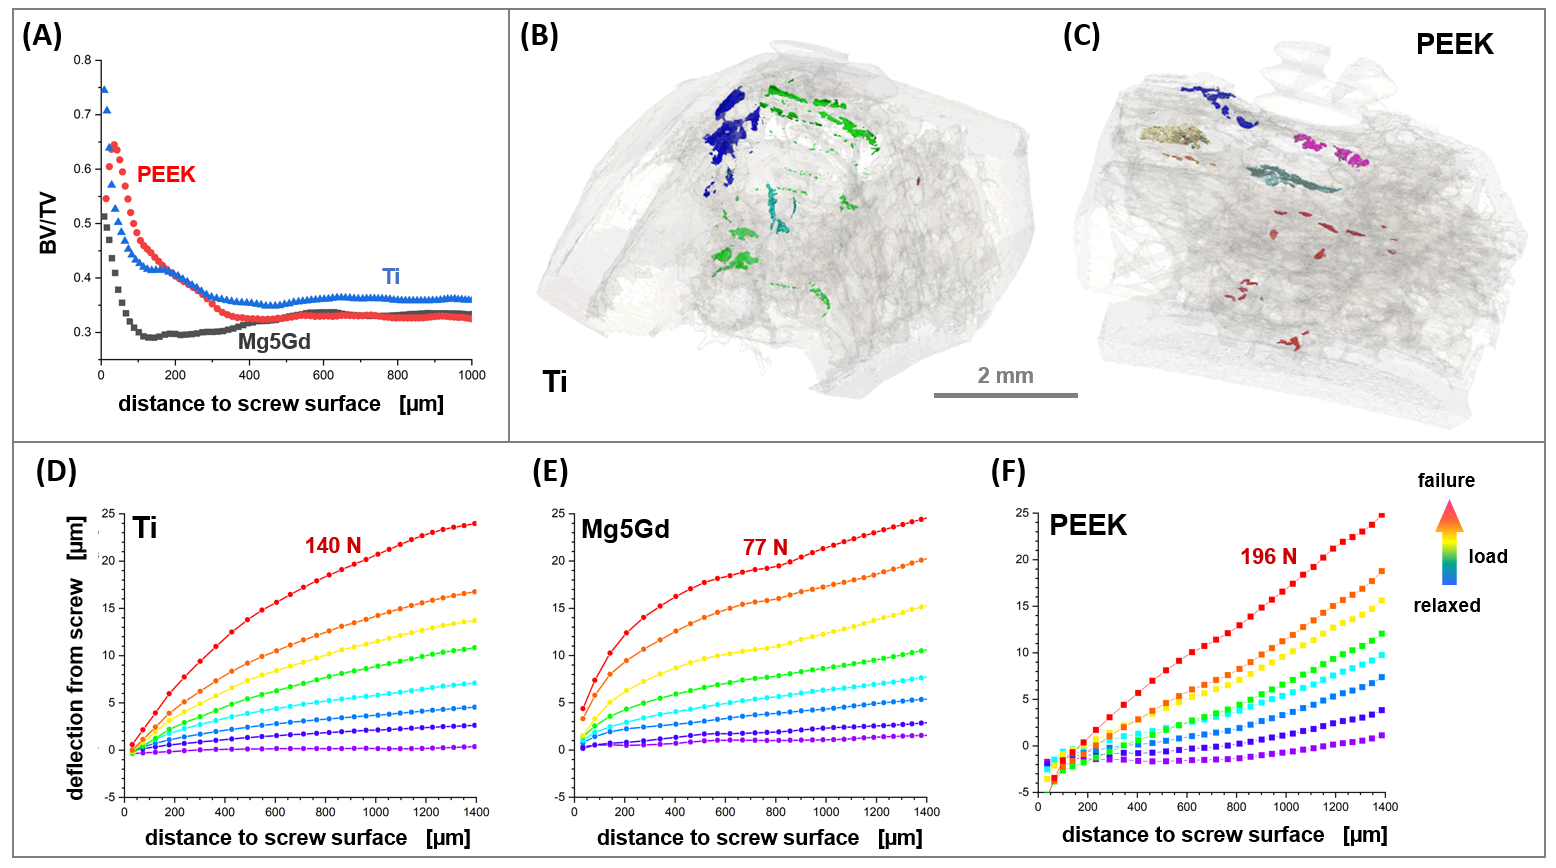 (A)
0.8
0.7
0.6
0.5
0.4
0.3
BV/TV
PEEK
Ti
Mg5Gd
0 200 400 600 800 1000
distance to screw surface [µm]
(B)
Ti
(C)
PEEK
2 mm
(D)
Ti
140 N
25
20
15
10
5
0
-5
deflection from screw [µm]
0 200 400 600 800 1000 1200 1400
distance to screw surface [µm]
(E)
Mg5Gd
77 N
25
20
15
10
5
0
-5
0 200 400 600 800 1000 1200 1400
distance to screw surface [µm]
(F)
PEEK
196 N
25
20
15
10
5
0
-5
0 200 400 600 800 1000 1200 1400
distance to screw surface [µm]
failure
load
relaxed